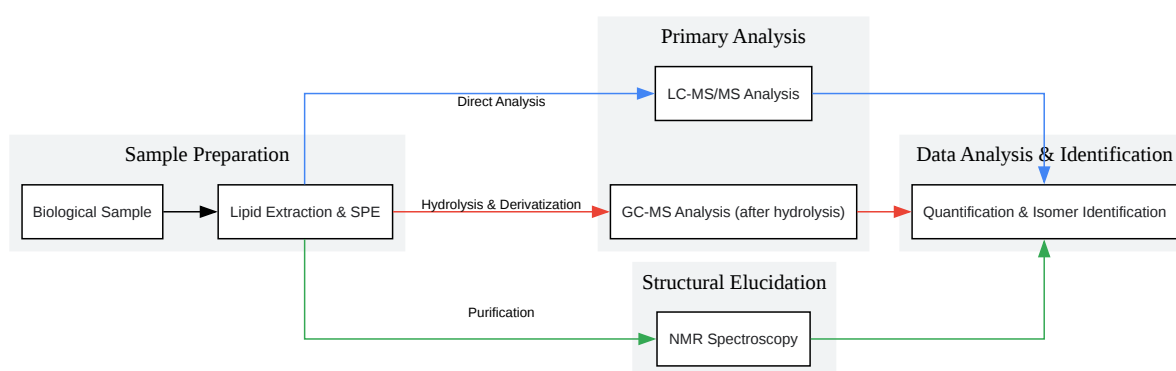 Primary Analysis
LC-MS/MS Analysis
Direct Analysis
Sample Preparation
Data Analysis & Identification
Biological Sample
Lipid Extraction & SPE
Hydrolysis & Derivatization
GC-MS Analysis (after hydrolysis)
Quantification & Isomer Identification
Structural Elucidation
Purification
NMR Spectroscopy